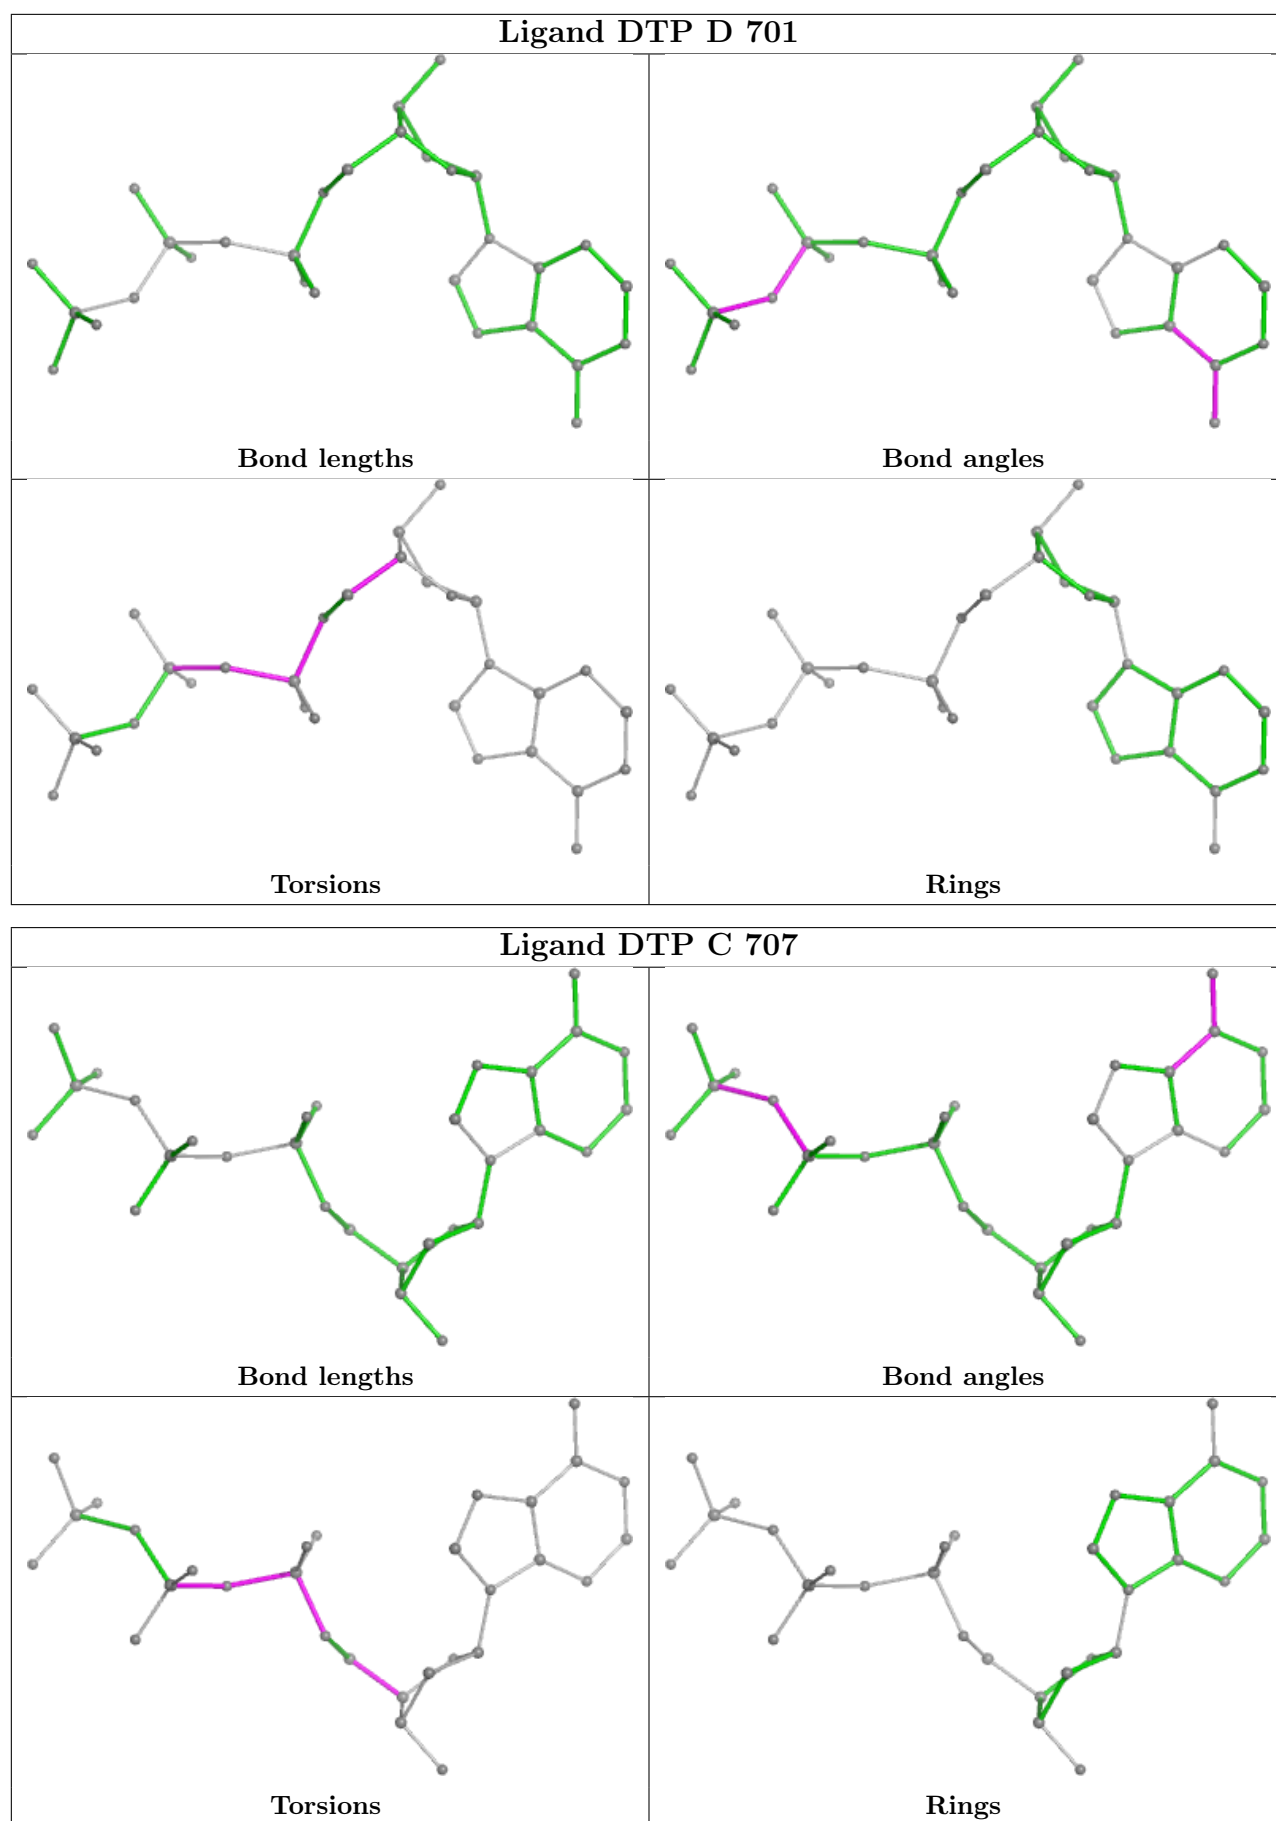 Ligand DTP D 701
Bond lengths
Bond angles
Torsions
Rings
Ligand DTP C 707
Bond lengths
Bond angles
Torsions
Rings